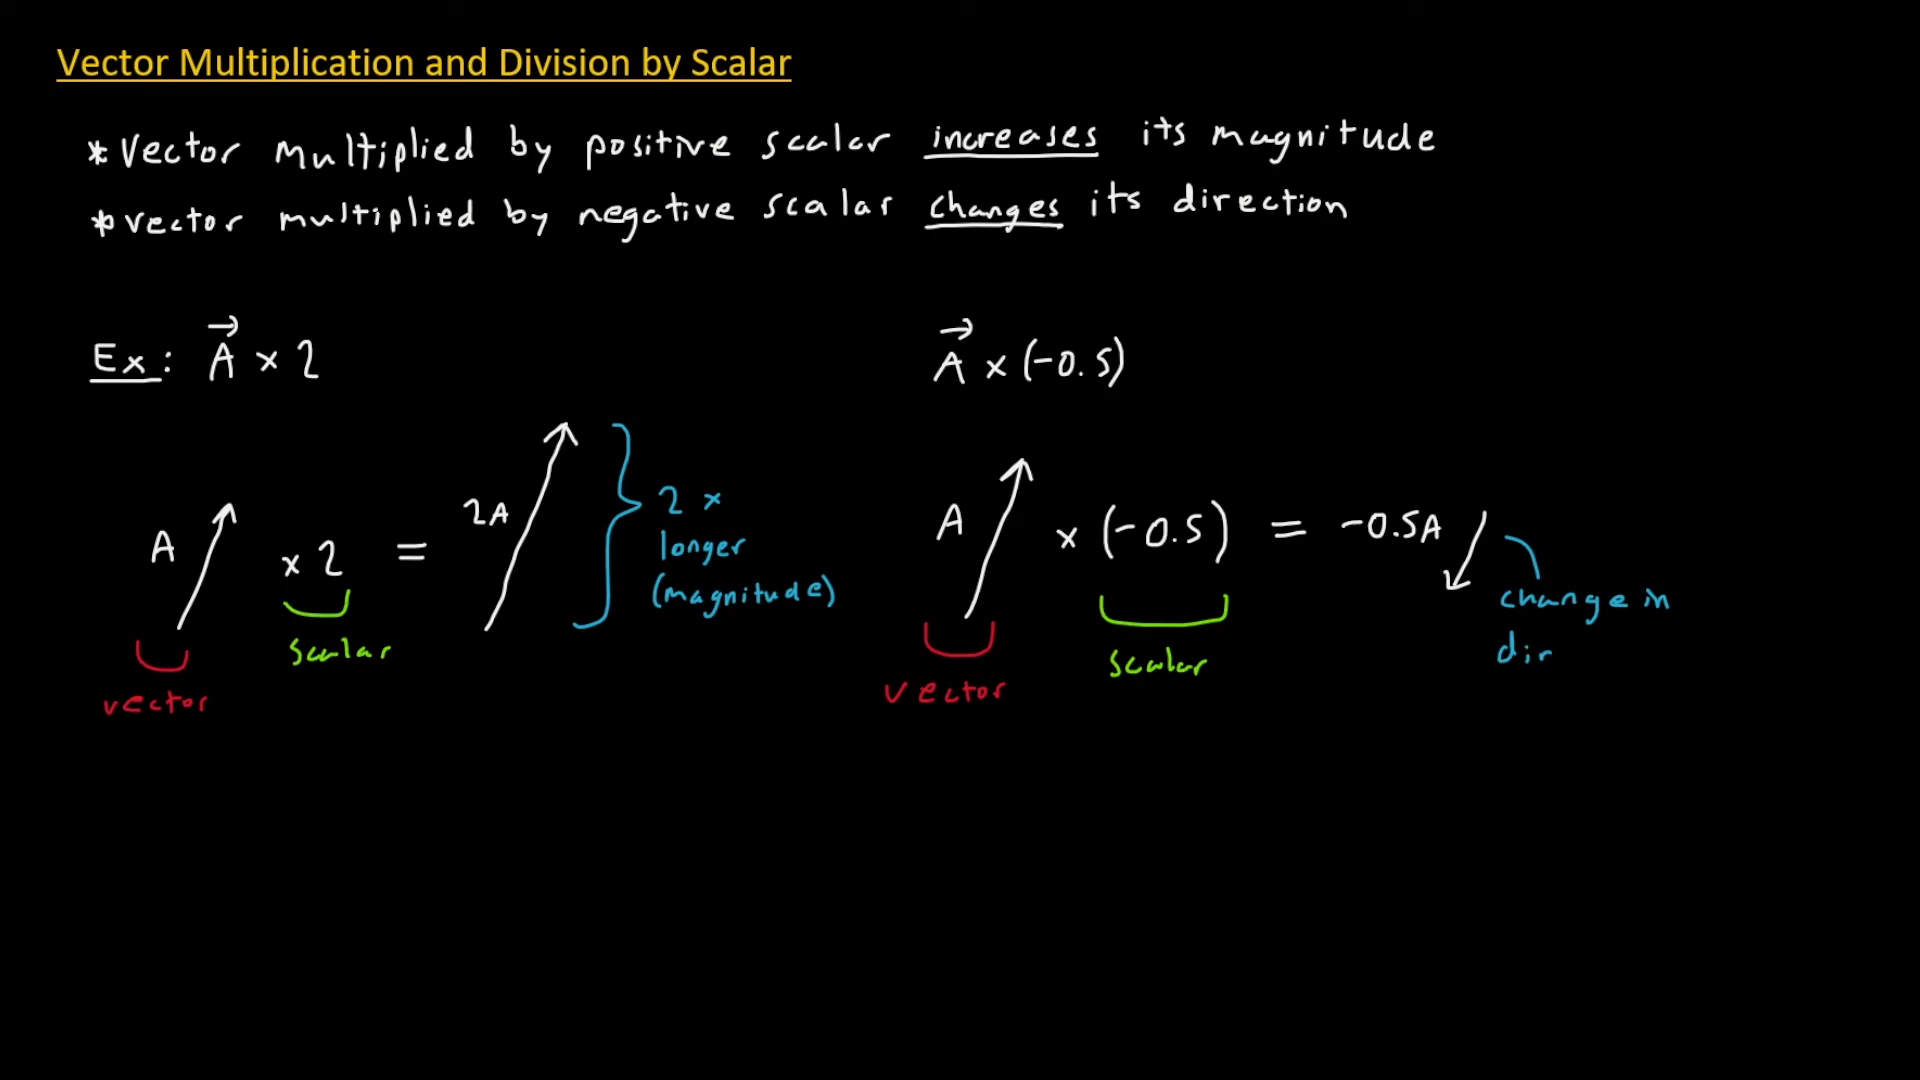 Vector Multiplication and Division by Scalar
*Vector multiplied by positive scalar increases its magnitude
*vector multiplied by negative scalar changes its direction
Ex: A⃗ × 2
A × 2 = 2A
2 ×
longer
(magnitude)
scalar
vector
A⃗ × (-0.5)
A × (-0.5) = -0.5A
change in
dir
scalar
vector